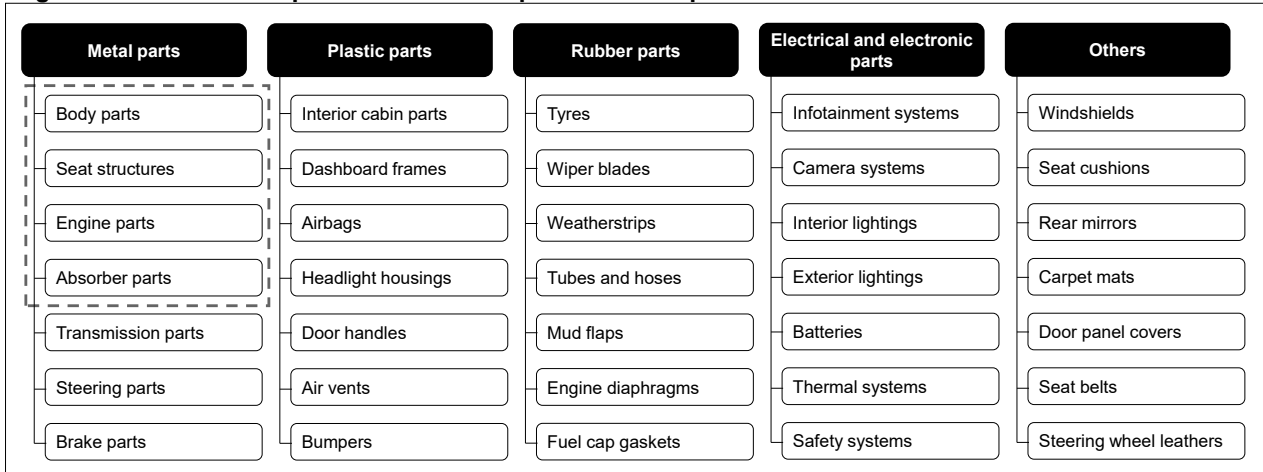 Metal parts
Body parts
Seat structures
Engine parts
Absorber parts
Transmission parts
Steering parts
Brake parts
Plastic parts
Interior cabin parts
Dashboard frames
Airbags
Headlight housings
Door handles
Air vents
Bumpers
Rubber parts
Tyres
Wiper blades
Weatherstrips
Tubes and hoses
Mud flaps
Engine diaphragms
Fuel cap gaskets
Electrical and electronic
parts
Infotainment systems
Camera systems
Interior lightings
Exterior lightings
Batteries
Thermal systems
Safety systems
Others
Windshields
Seat cushions
Rear mirrors
Carpet mats
Door panel covers
Seat belts
Steering wheel leathers